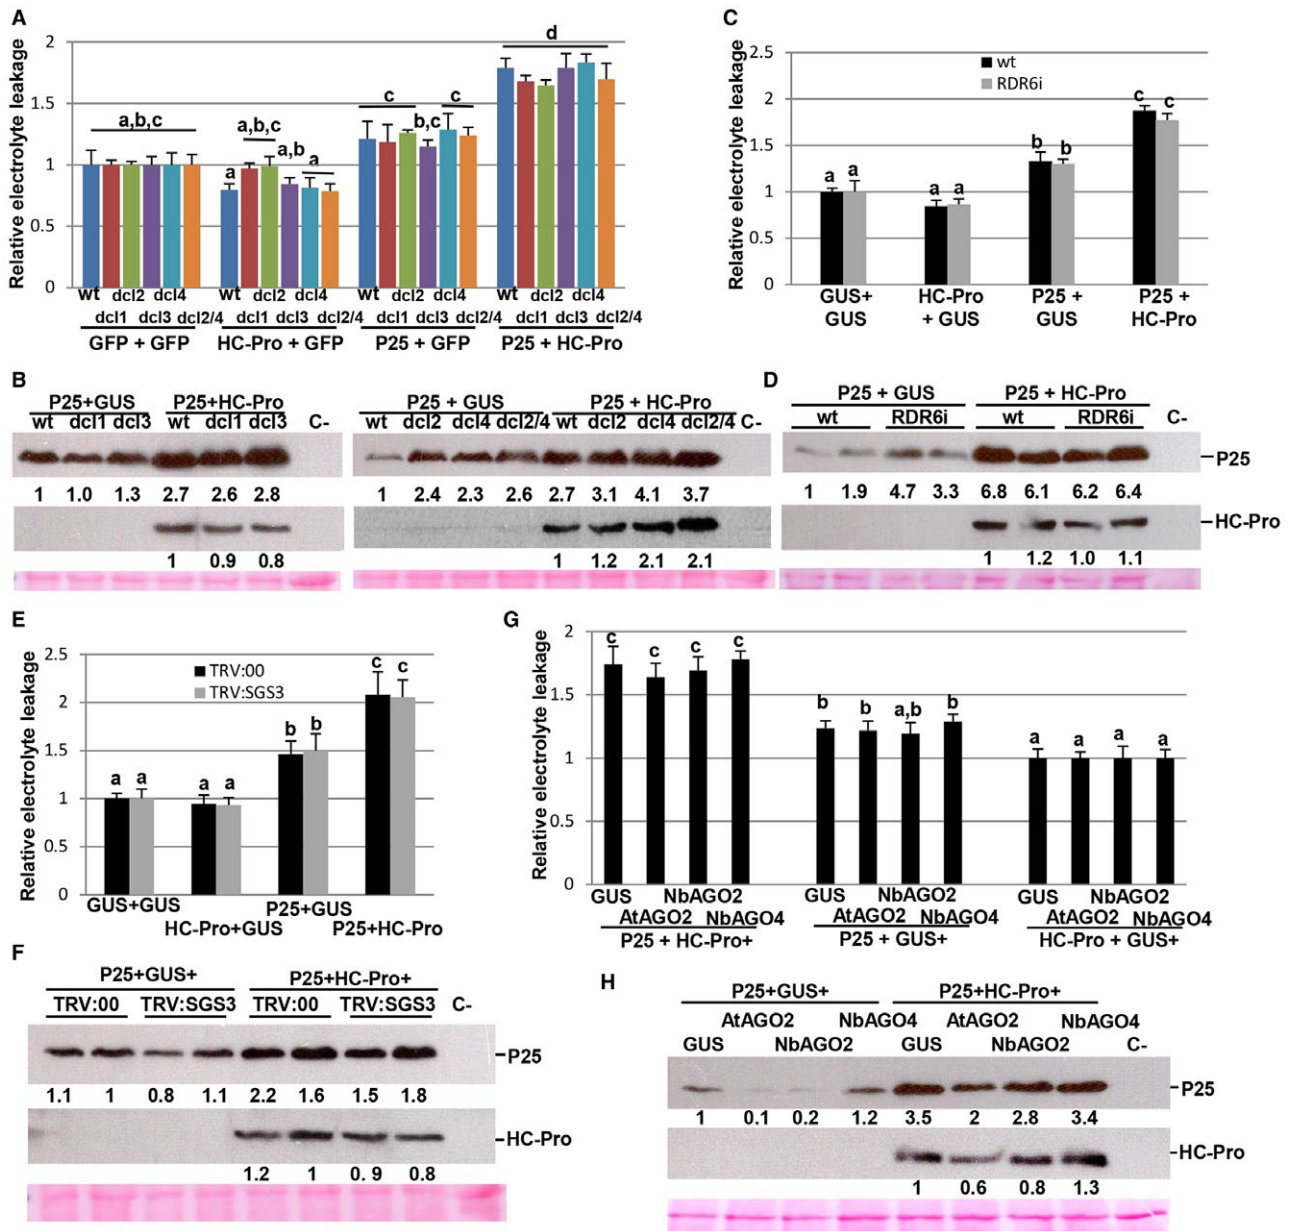 A
Relative electrolyte leakage
2
1.5
1
0.5
0
a,b,c
a
a,b,c
a,b
a
c
b,c
c
d
wt dcl2 dcl4 wt dcl2 dcl4 wt dcl2 dcl4 wt dcl2 dcl4
dcl1 dcl3 dcl2/4 dcl1 dcl3 dcl2/4 dcl1 dcl3 dcl2/4 dcl1 dcl3 dcl2/4
GFP + GFP HC-Pro + GFP P25 + GFP P25 + HC-Pro
C
Relative electrolyte leakage
2.5
2
1.5
1
0.5
0
wt
RDR6i
a a a a b b c c
GUS+ HC-Pro P25 + P25 +
GUS + GUS GUS HC-Pro
B
P25+GUS P25+HC-Pro
wt dcl1 dcl3 wt dcl1 dcl3 C-
1 1.0 1.3 2.7 2.6 2.8
1 0.9 0.8
P25 + GUS P25 + HC-Pro
wt dcl2 dcl4 dcl2/4 wt dcl2 dcl4 dcl2/4 C-
1 2.4 2.3 2.6 2.7 3.1 4.1 3.7
1 1.2 2.1 2.1
D
P25 + GUS P25 + HC-Pro
wt RDR6i wt RDR6i C-
P25
1 1.9 4.7 3.3 6.8 6.1 6.2 6.4
HC-Pro
1 1.2 1.0 1.1
E
Relative electrolyte leakage
2.5
2
1.5
1
0.5
0
TRV:00
TRV:SGS3
a a a a b b c c
GUS+GUS P25+GUS
HC-Pro+GUS P25+HC-Pro
G
Relative electrolyte leakage
2
1.5
1
0.5
0
c c c c b b a,b b a a a a
GUS NbAGO2 GUS NbAGO2 GUS NbAGO2
AtAGO2 NbAGO4 AtAGO2 NbAGO4 AtAGO2 NbAGO4
P25 + HC-Pro+ P25 + GUS+ HC-Pro + GUS+
F
P25+GUS+ P25+HC-Pro+
TRV:00 TRV:SGS3 TRV:00 TRV:SGS3 C-
P25
1.1 1 0.8 1.1 2.2 1.6 1.5 1.8
HC-Pro
1.2 1 0. 9 0.8
H
P25+GUS+ P25+HC-Pro+
AtAGO2 NbAGO4 AtAGO2 NbAGO4
GUS NbAGO2 GUS NbAGO2 C-
P25
1 0.1 0.2 1.2 3.5 2 2.8 3.4
HC-Pro
1 0.6 0.8 1.3